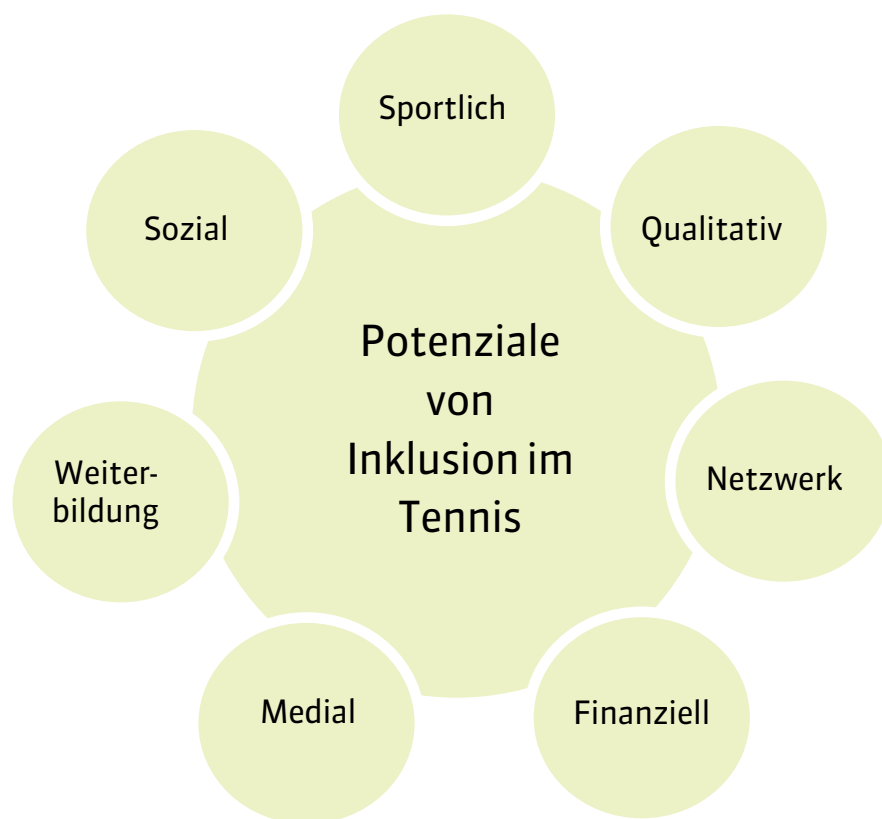 Sportlich
Sozial
Qualitativ
Potenziale
von
Inklusion im
Tennis
Weiter-
bildung
Netzwerk
Medial
Finanziell